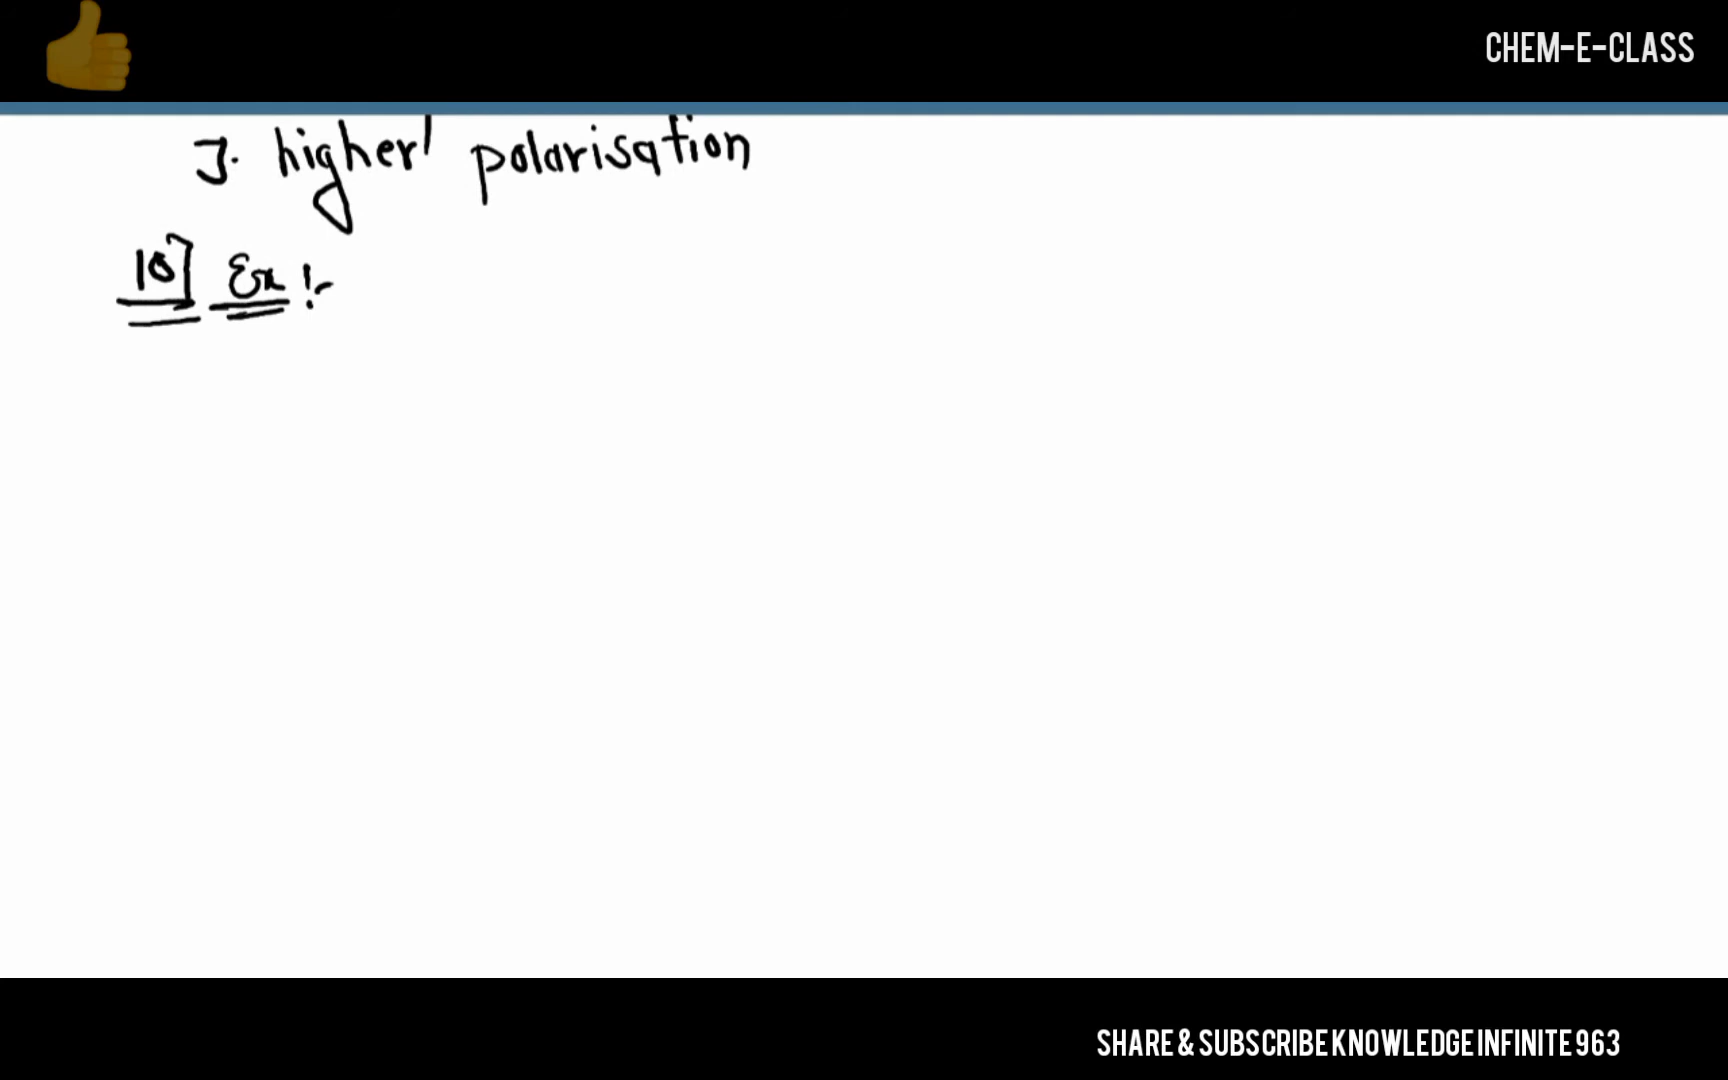 CHEM-E-CLASS
J. higher polarisation
10] Ex :-
SHARE & SUBSCRIBE KNOWLEDGE INFINITE 963